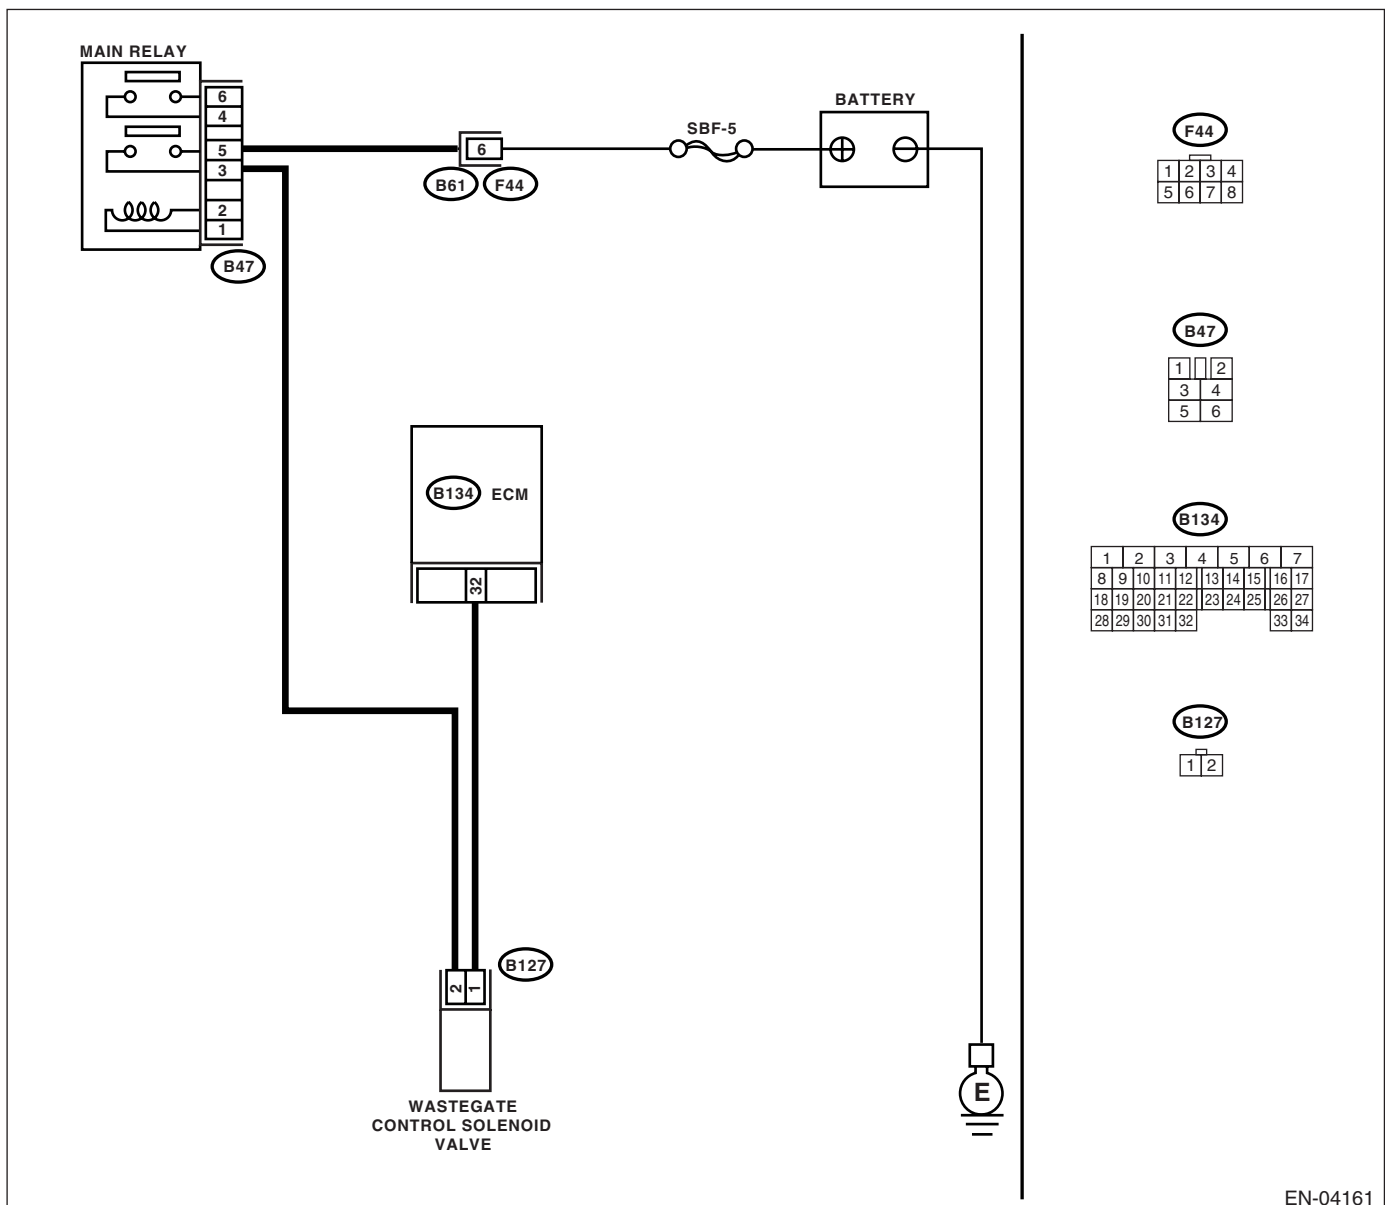 MAIN RELAY
6
4
5
3
2
1
B47
6
B61 F44
SBF-5
BATTERY
B134 ECM
32
2 1
B127
WASTEGATE
CONTROL SOLENOID
VALVE
E
F44
1 2 3 4
5 6 7 8
B47
1 2
3 4
5 6
B134
1 2 3 4 5 6 7
8 9 10 11 12 13 14 15 16 17
18 19 20 21 22 23 24 25 26 27
28 29 30 31 32 33 34
B127
1 2
EN-04161